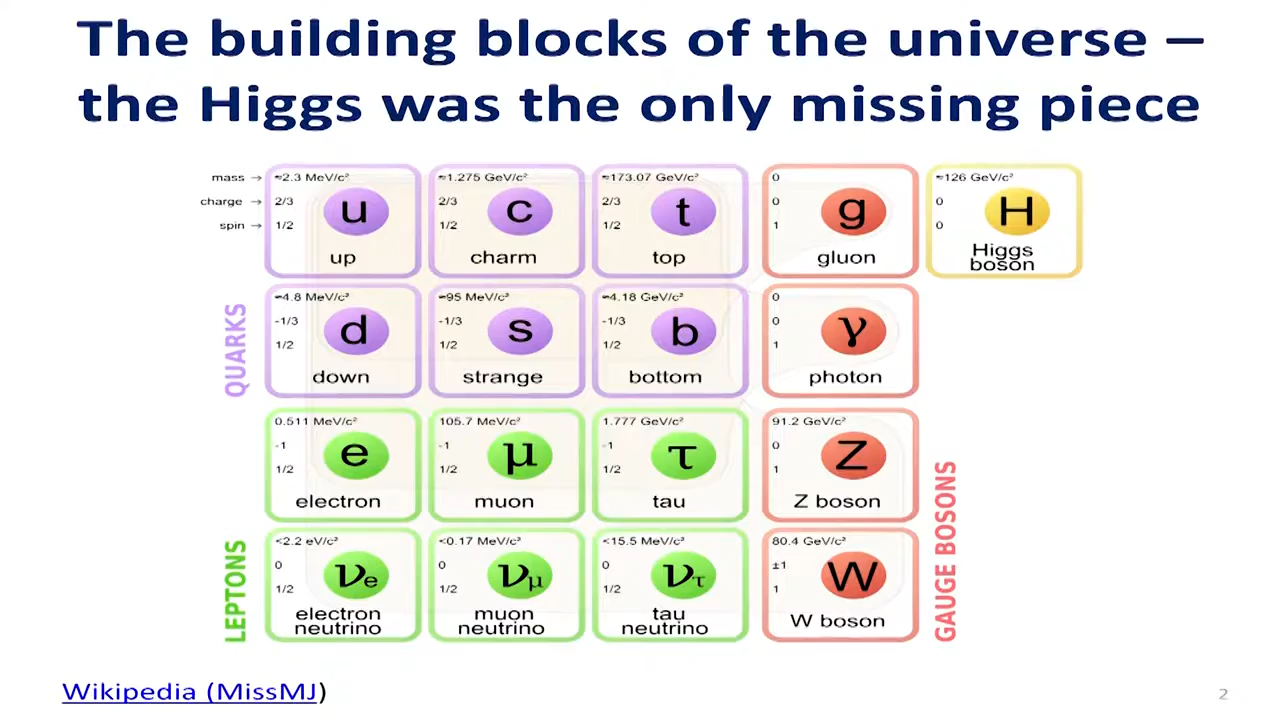 The building blocks of the universe –
the Higgs was the only missing piece
mass →
charge →
spin →
≈2.3 MeV/c²
2/3
1/2
u
up
≈1.275 GeV/c²
2/3
1/2
c
charm
≈173.07 GeV/c²
2/3
1/2
t
top
0
0
1
g
gluon
≈126 GeV/c²
0
0
H
Higgs
boson
QUARKS
≈4.8 MeV/c²
-1/3
1/2
d
down
≈95 MeV/c²
-1/3
1/2
s
strange
≈4.18 GeV/c²
-1/3
1/2
b
bottom
0
0
1
γ
photon
0.511 MeV/c²
-1
1/2
e
electron
105.7 MeV/c²
-1
1/2
μ
muon
1.777 GeV/c²
-1
1/2
τ
tau
91.2 GeV/c²
0
1
Z
Z boson
LEPTONS
<2.2 eV/c²
0
1/2
νe
electron
neutrino
<0.17 MeV/c²
0
1/2
νμ
muon
neutrino
<15.5 MeV/c²
0
1/2
ντ
tau
neutrino
80.4 GeV/c²
±1
1
W
W boson
GAUGE BOSONS
Wikipedia (MissMJ)
2